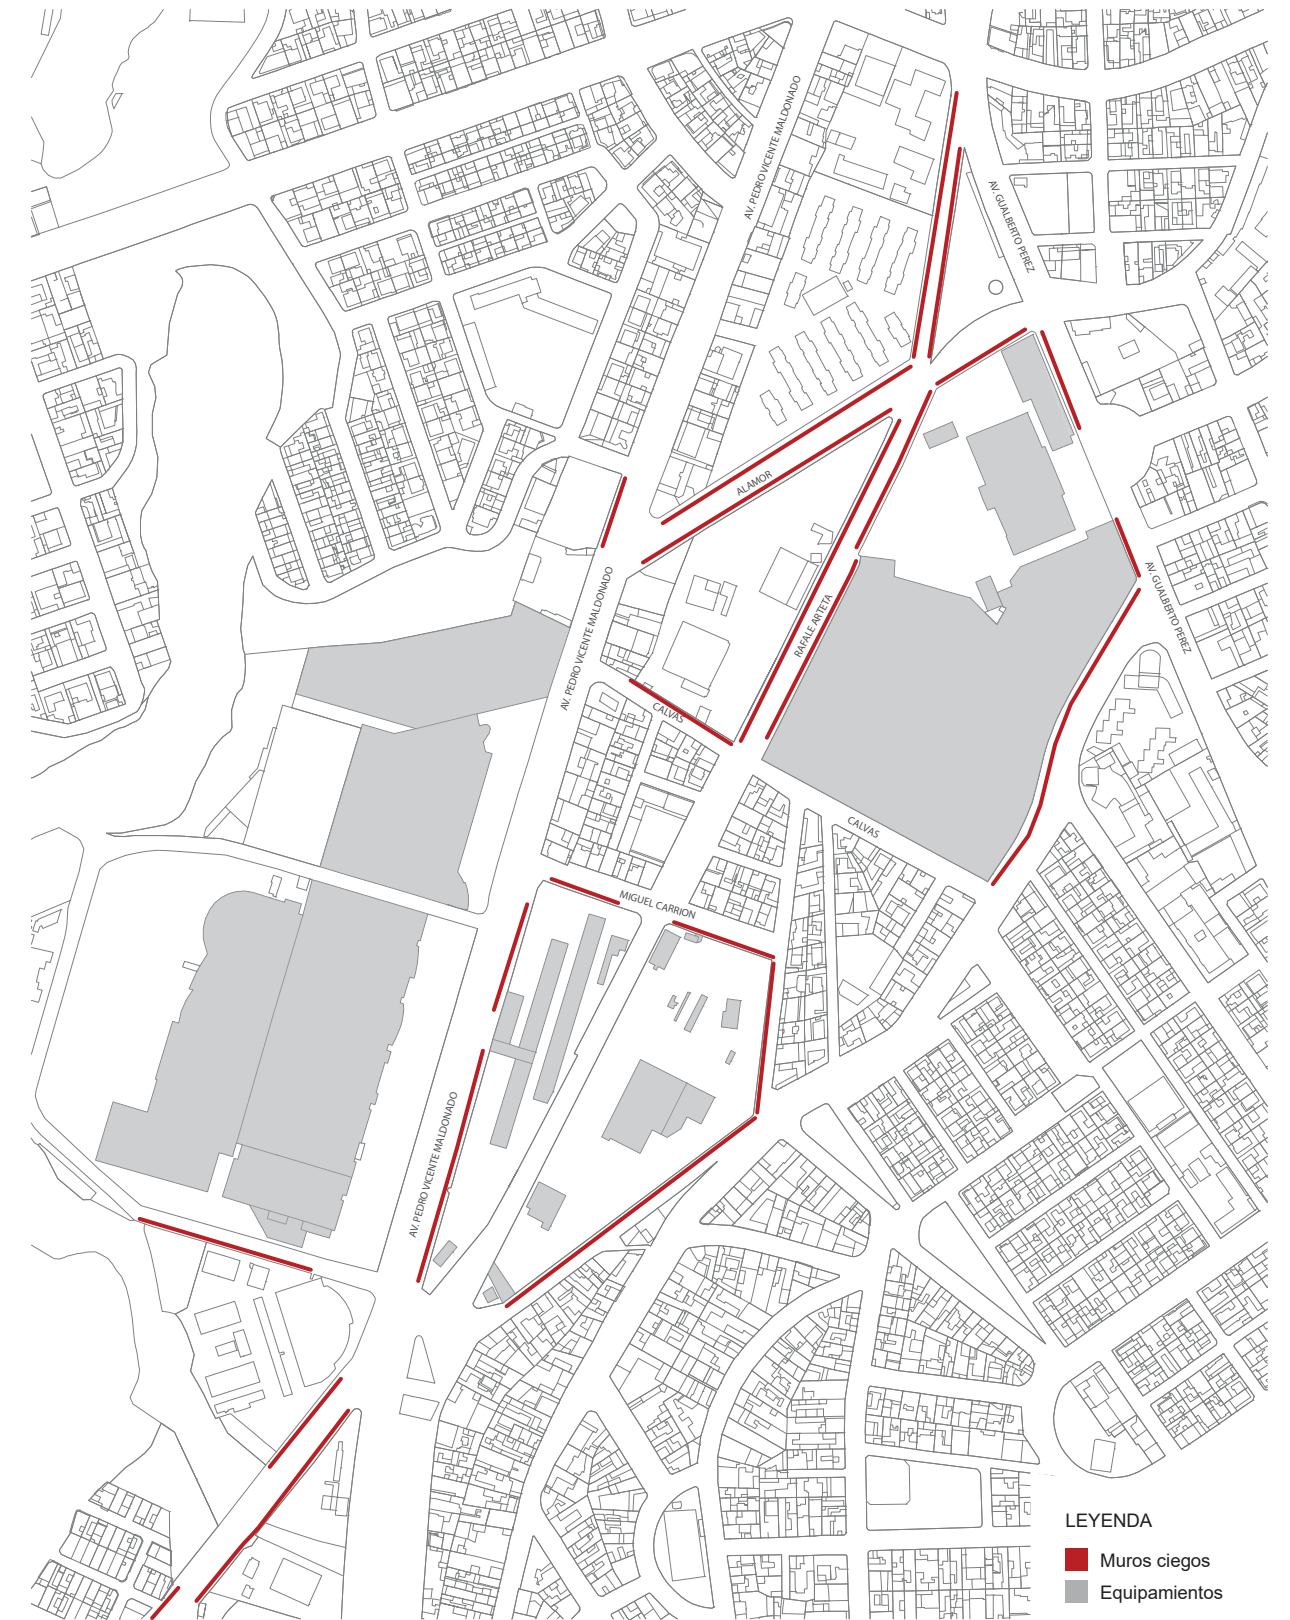 AV. PEDRO VICENTE MALDONADO
AV. GUALBERTO PEREZ
ALAMOR
AV. PEDRO VICENTE MALDONADO
RAFALE ARTETA
AV. GUALBERTO PEREZ
CALVAS
CALVAS
MIGUEL CARRION
AV. PEDRO VICENTE MALDONADO
LEYENDA
Muros ciegos
Equipamientos